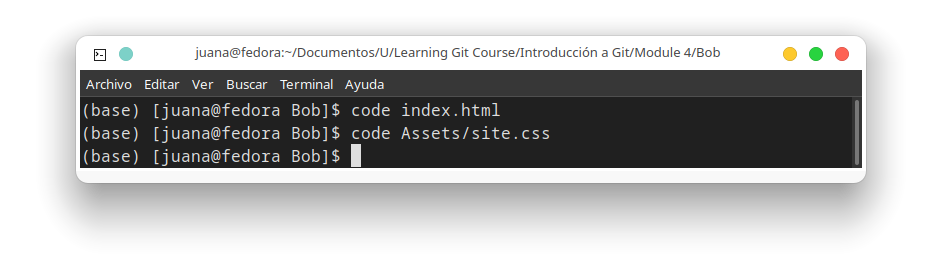 juana@fedora:~/Documentos/U/Learning Git Course/Introducción a Git/Module 4/Bob
Archivo Editar Ver Buscar Terminal Ayuda
(base) [juana@fedora Bob]$ code index.html
(base) [juana@fedora Bob]$ code Assets/site.css
(base) [juana@fedora Bob]$